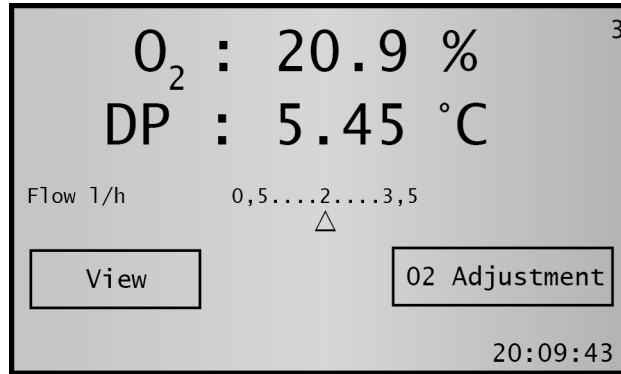 3
O₂ : 20.9 %
DP : 5.45 °C
Flow l/h 0,5....2....3,5
View
O2 Adjustment
20:09:43